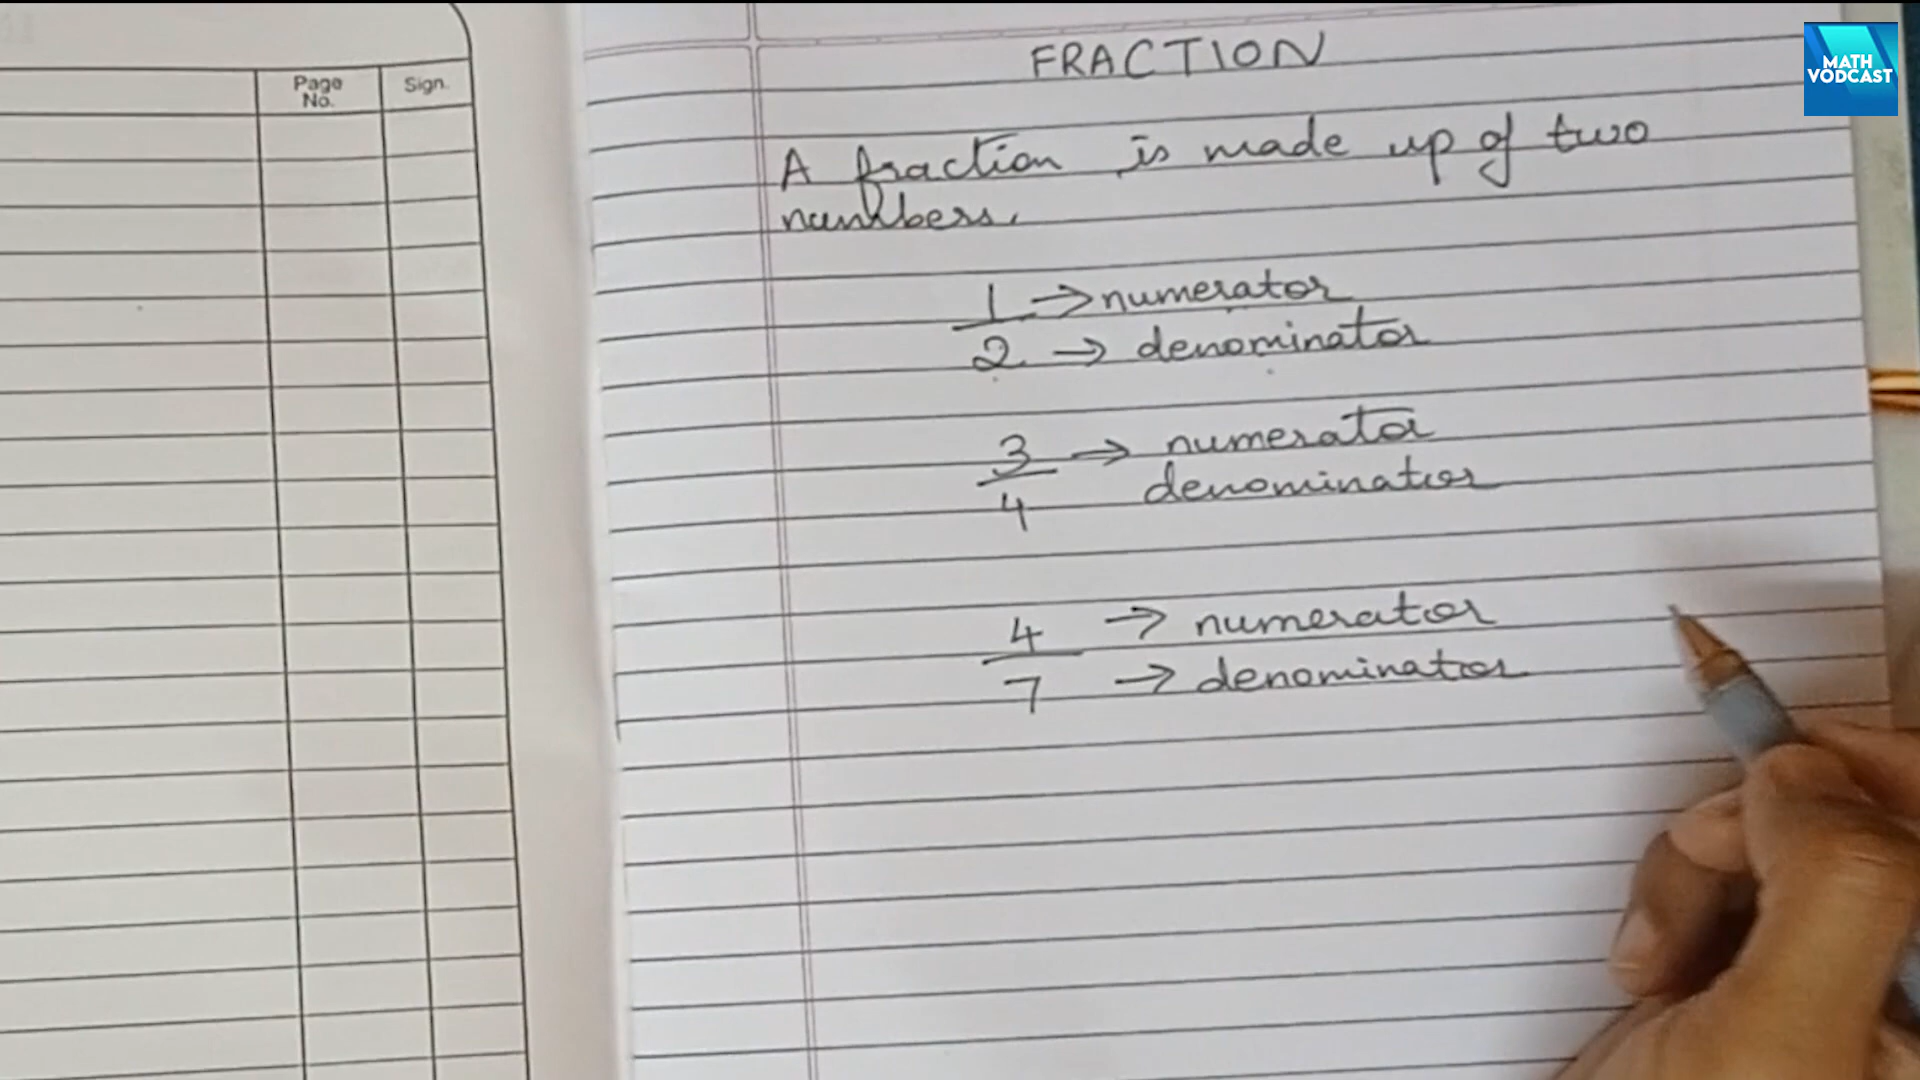 MATH
VODCAST
Page
No.
Sign.
FRACTION
A fraction is made up of two
numbers.
1 → numerator
2 → denominator
3 → numerator
4 denominator
4 → numerator
7 → denominator